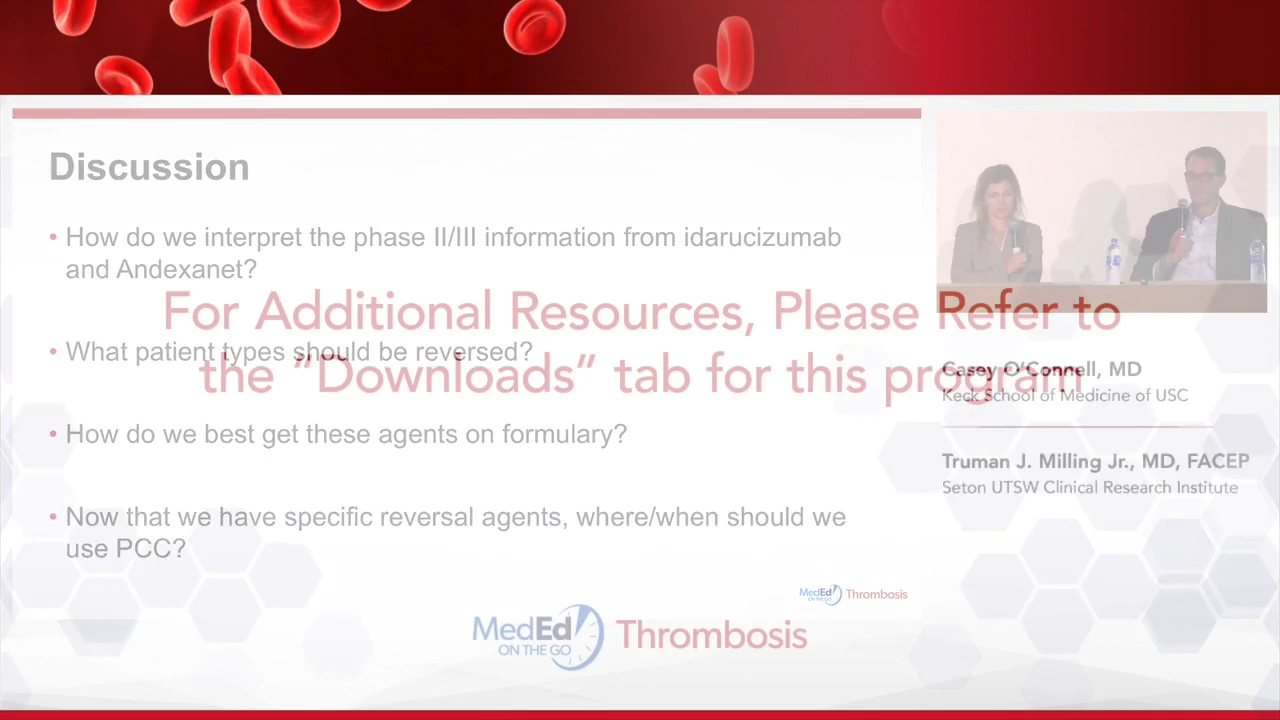 Discussion
• How do we interpret the phase II/III information from idarucizumab
and Andexanet?
• What patient types should be reversed?
• How do we best get these agents on formulary?
• Now that we have specific reversal agents, where/when should we
use PCC?
For Additional Resources, Please Refer to
the “Downloads” tab for this program
Casey O’Connell, MD
Keck School of Medicine of USC
Truman J. Milling Jr., MD, FACEP
Seton UTSW Clinical Research Institute
MedEd
ON THE GO
Thrombosis
MedEd
ON THE GO
Thrombosis